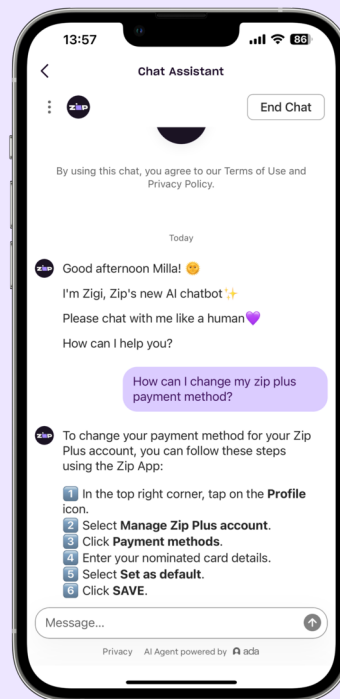 13:57
86
Chat Assistant
zip
End Chat
By using this chat, you agree to our Terms of Use and
Privacy Policy.
Today
zip
Good afternoon Milla! 🙂
I'm Zigi, Zip's new AI chatbot✨
Please chat with me like a human💜
How can I help you?
How can I change my zip plus
payment method?
zip
To change your payment method for your Zip
Plus account, you can follow these steps
using the Zip App:
1️⃣ In the top right corner, tap on the Profile
icon.
2️⃣ Select Manage Zip Plus account.
3️⃣ Click Payment methods.
4️⃣ Enter your nominated card details.
5️⃣ Select Set as default.
6️⃣ Click SAVE.
Message...
Privacy AI Agent powered by ada